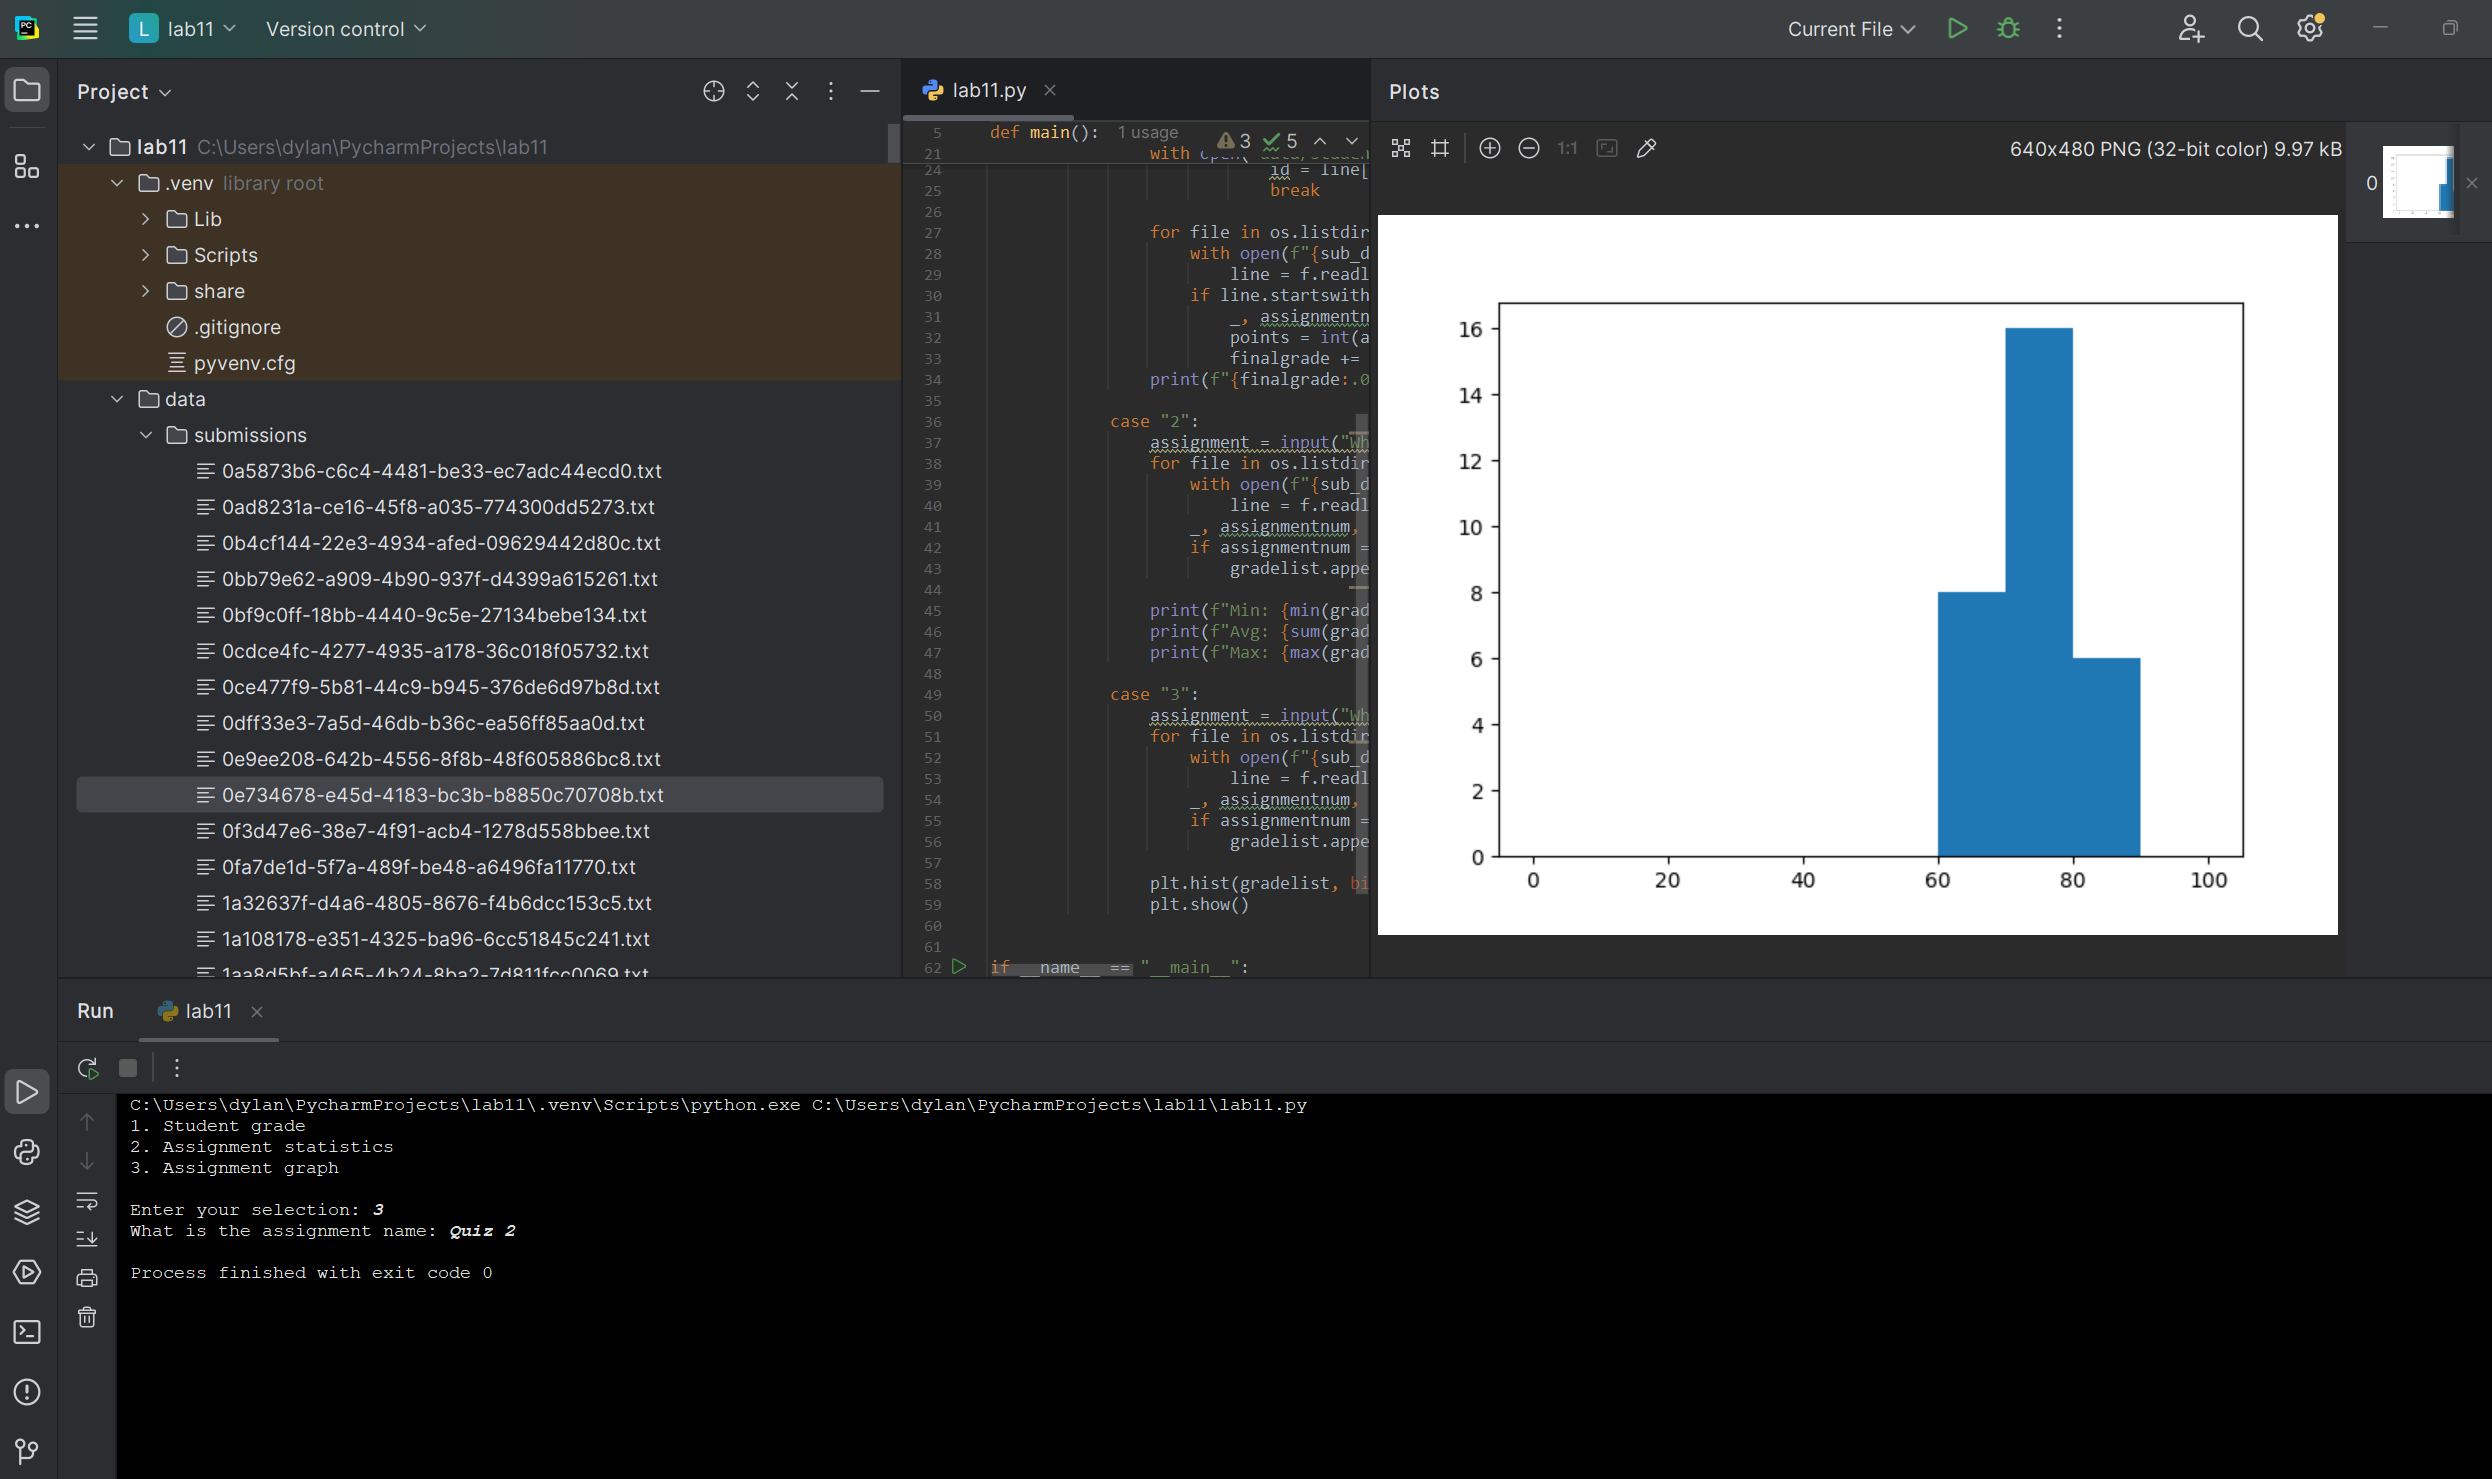 PC
L lab11 Version control Current File
Project
lab11 C:\Users\dylan\PycharmProjects\lab11
.venv library root
Lib
Scripts
share
.gitignore
pyvenv.cfg
data
submissions
0a5873b6-c6c4-4481-be33-ec7adc44ecd0.txt
0ad8231a-ce16-45f8-a035-774300dd5273.txt
0b4cf144-22e3-4934-afed-09629442d80c.txt
0bb79e62-a909-4b90-937f-d4399a615261.txt
0bf9c0ff-18bb-4440-9c5e-27134bebe134.txt
0cdce4fc-4277-4935-a178-36c018f05732.txt
0ce477f9-5b81-44c9-b945-376de6d97b8d.txt
0dff33e3-7a5d-46db-b36c-ea56ff85aa0d.txt
0e9ee208-642b-4556-8f8b-48f605886bc8.txt
0e734678-e45d-4183-bc3b-b8850c70708b.txt
0f3d47e6-38e7-4f91-acb4-1278d558bbee.txt
0fa7de1d-5f7a-489f-be48-a6496fa11770.txt
1a32637f-d4a6-4805-8676-f4b6dcc153c5.txt
1a108178-e351-4325-ba96-6cc51845c241.txt
1aa8d5bf-a465-4b24-8ba2-7d811fcc0069.txt
lab11.py
5 def main(): 1 usage 3 5
21 with open(
24 id = line[
25 break
26
27 for file in os.listdir
28 with open(f"{sub_d
29 line = f.readl
30 if line.startswith
31 _, assignmentn
32 points = int(a
33 finalgrade +=
34 print(f"{finalgrade:.0
35
36 case "2":
37 assignment = input("Wh
38 for file in os.listdir
39 with open(f"{sub_d
40 line = f.readl
41 _, assignmentnum,
42 if assignmentnum =
43 gradelist.appe
44
45 print(f"Min: {min(grad
46 print(f"Avg: {sum(grad
47 print(f"Max: {max(grad
48
49 case "3":
50 assignment = input("Wh
51 for file in os.listdir
52 with open(f"{sub_d
53 line = f.readl
54 _, assignmentnum,
55 if assignmentnum =
56 gradelist.appe
57
58 plt.hist(gradelist, bi
59 plt.show()
60
61
62 if __name__ == "__main__":
Plots
1:1 640x480 PNG (32-bit color) 9.97 kB
0
16
14
12
10
8
6
4
2
0
0 20 40 60 80 100
Run lab11
C:\Users\dylan\PycharmProjects\lab11\.venv\Scripts\python.exe C:\Users\dylan\PycharmProjects\lab11\lab11.py
1. Student grade
2. Assignment statistics
3. Assignment graph
Enter your selection: 3
What is the assignment name: Quiz 2
Process finished with exit code 0